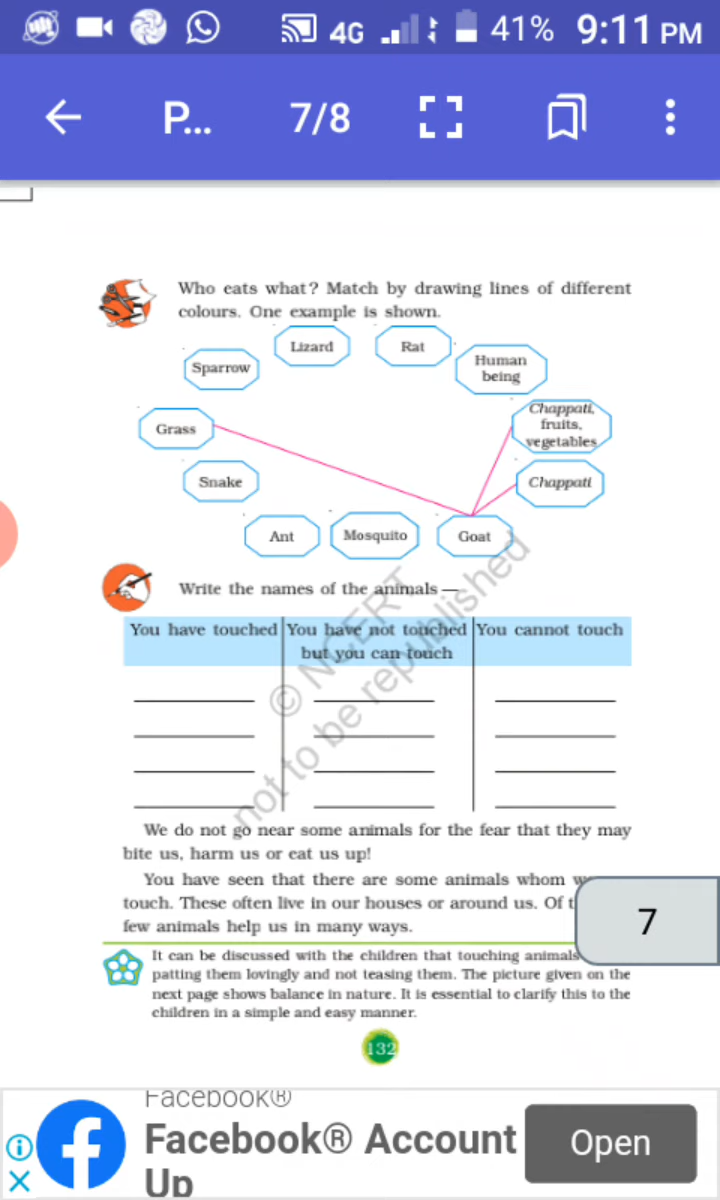 4G 41% 9:11 PM
P... 7/8
Who eats what? Match by drawing lines of different
colours. One example is shown.
Lizard
Rat
Sparrow
Human
being
Grass
Chappati,
fruits,
vegetables
Snake
Chappati
Ant
Mosquito
Goat
Write the names of the animals —
You have touched
You have not touched
but you can touch
You cannot touch
© NCERT
not to be republished
We do not go near some animals for the fear that they may
bite us, harm us or eat us up!
You have seen that there are some animals whom
touch. These often live in our houses or around us. Of
few animals help us in many ways.
7
It can be discussed with the children that touching animals
patting them lovingly and not teasing them. The picture given on the
next page shows balance in nature. It is essential to clarify this to the
children in a simple and easy manner.
132
Facebook®
Facebook® Account
Up
Open